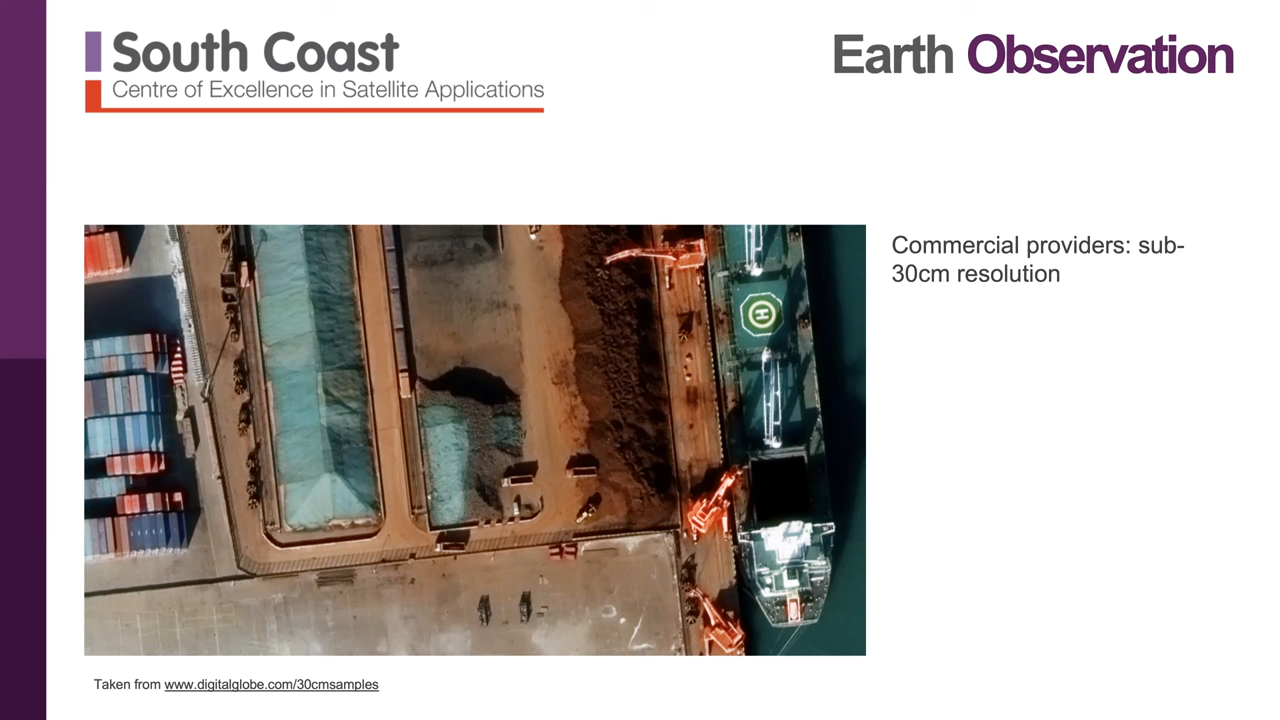 South Coast
Centre of Excellence in Satellite Applications
Earth Observation
Commercial providers: sub-
30cm resolution
H
Taken from www.digitalglobe.com/30cmsamples